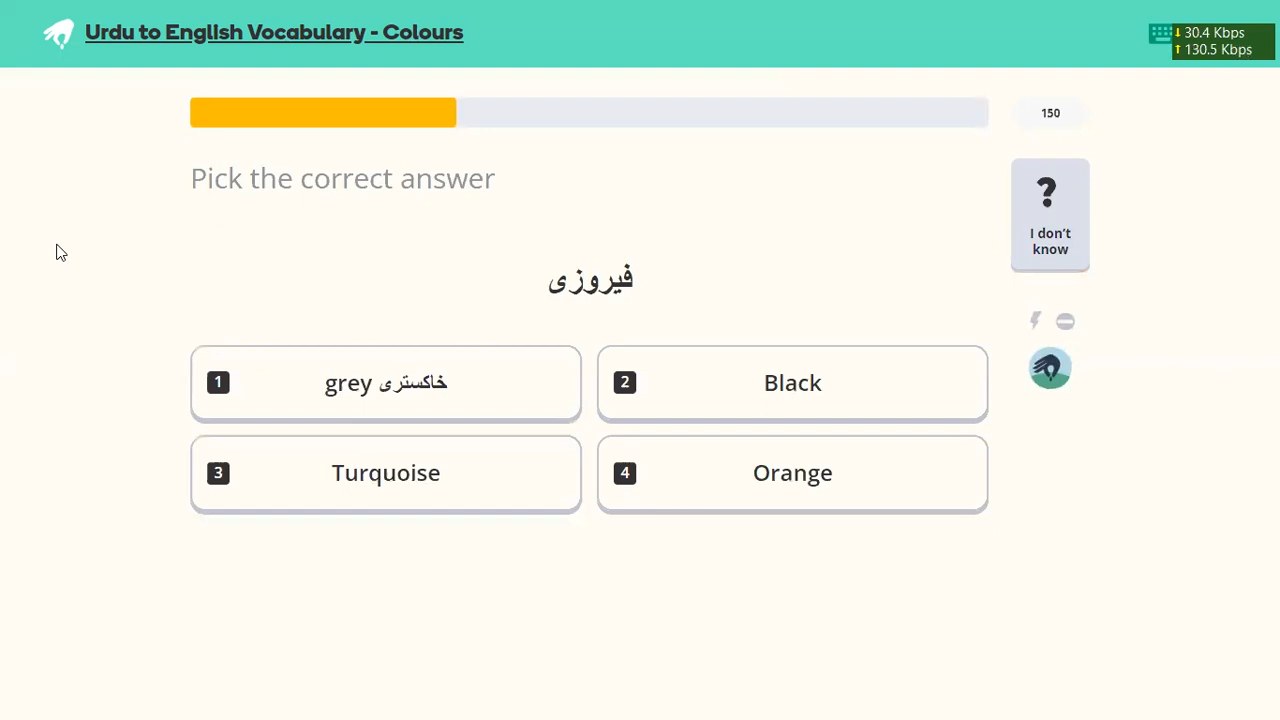 Urdu to English Vocabulary - Colours
30.4 Kbps
130.5 Kbps
150
Pick the correct answer
?
I don't
know
فیروزی
1 grey خاکستری
2 Black
3 Turquoise
4 Orange